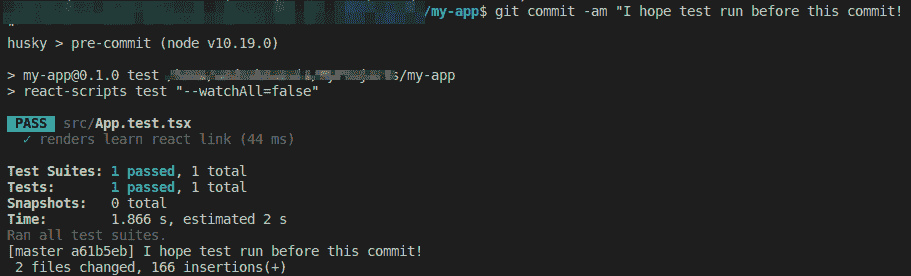 /my-app$ git commit -am "I hope test run before this commit!
"
husky > pre-commit (node v10.19.0)
> my-app@0.1.0 test /my-app
> react-scripts test "--watchAll=false"
PASS src/App.test.tsx
✓ renders learn react link (44 ms)
Test Suites: 1 passed, 1 total
Tests: 1 passed, 1 total
Snapshots: 0 total
Time: 1.866 s, estimated 2 s
Ran all test suites.
[master a61b5eb] I hope test run before this commit!
2 files changed, 166 insertions(+)